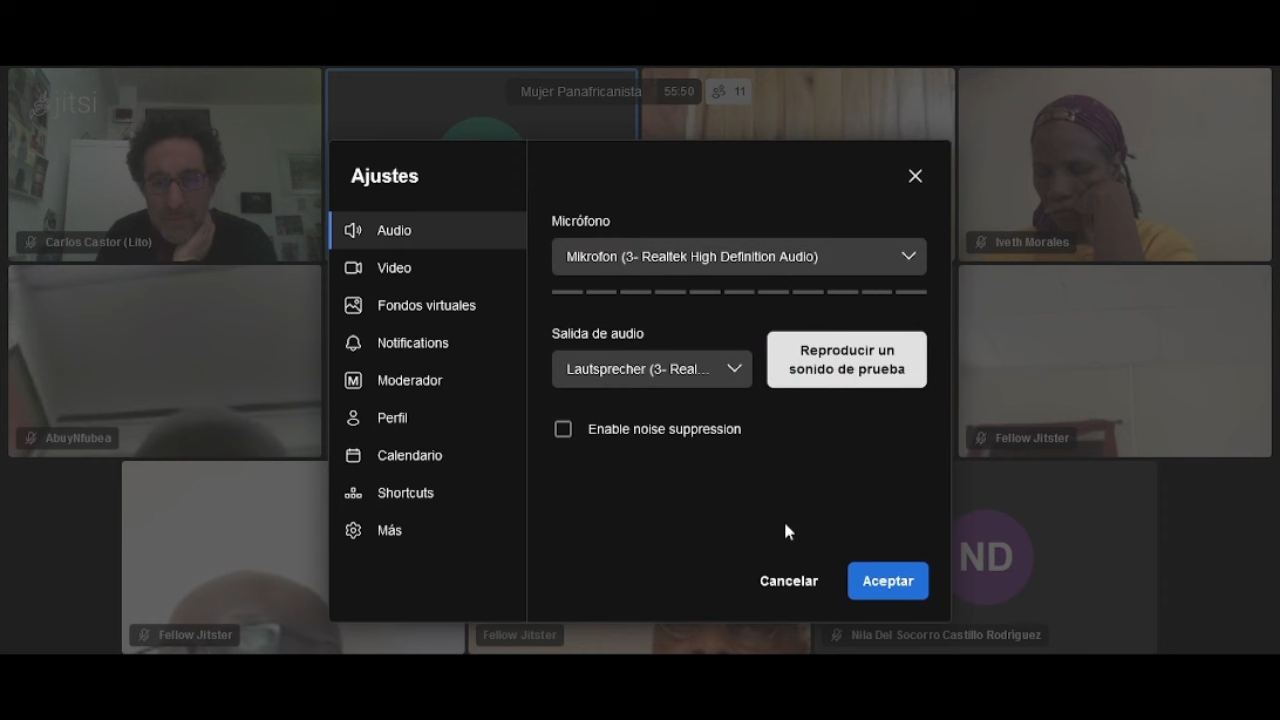 jitsi
Mujer Panafricanista 55:50 11
Ajustes
Audio
Video
Fondos virtuales
Notifications
Moderador
Perfil
Calendario
Shortcuts
Más
Micrófono
Mikrofon (3- Realtek High Definition Audio)
Salida de audio
Lautsprecher (3- Real...
Reproducir un
sonido de prueba
Enable noise suppression
Cancelar
Aceptar
Carlos Castor (Lito)
Iveth Morales
AbuyNfubea
Fellow Jitster
Fellow Jitster
Fellow Jitster
ND
Nila Del Socorro Castillo Rodriguez